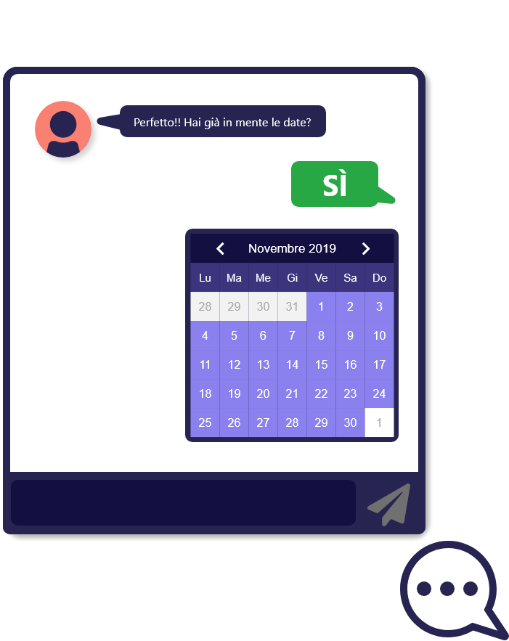 Perfetto!! Hai già in mente le date?
SÌ
Novembre 2019
Lu Ma Me Gi Ve Sa Do
28 29 30 31 1 2 3
4 5 6 7 8 9 10
11 12 13 14 15 16 17
18 19 20 21 22 23 24
25 26 27 28 29 30 1